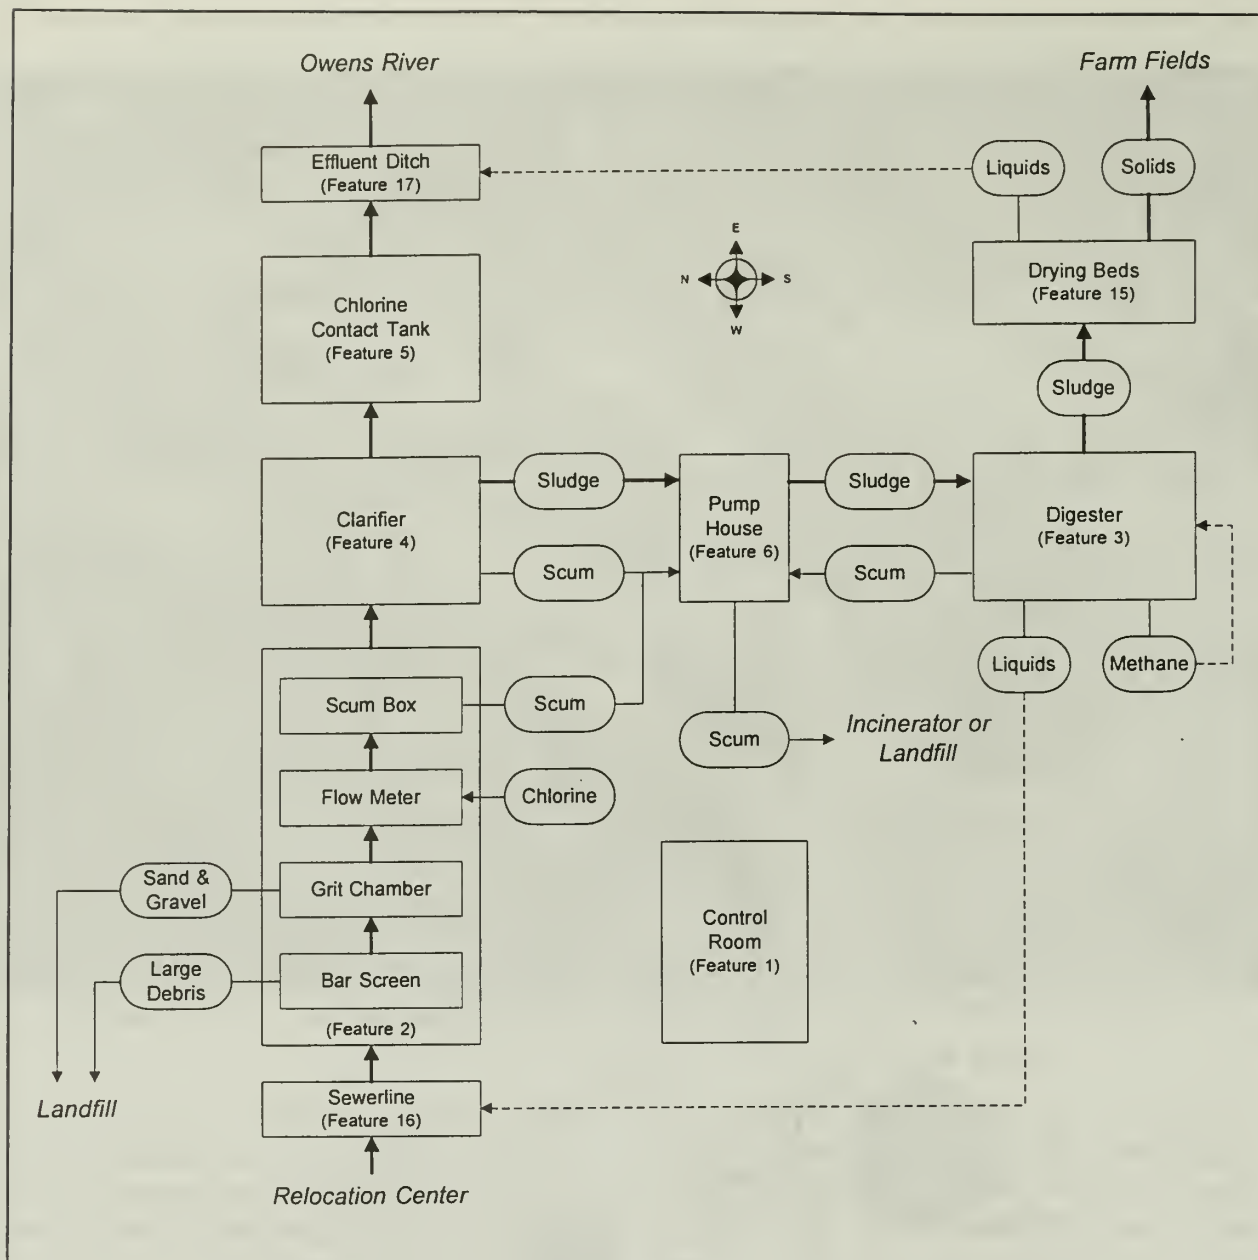 Owens River
Farm Fields
Effluent Ditch
(Feature 17)
Liquids
Solids
E
N
S
W
Chlorine
Contact Tank
(Feature 5)
Drying Beds
(Feature 15)
Sludge
Clarifier
(Feature 4)
Sludge
Scum
Pump
House
(Feature 6)
Sludge
Scum
Digester
(Feature 3)
Liquids
Methane
Scum Box
Scum
Scum
Incinerator or
Landfill
Flow Meter
Chlorine
Sand &
Gravel
Grit Chamber
Large
Debris
Bar Screen
(Feature 2)
Control
Room
(Feature 1)
Landfill
Sewerline
(Feature 16)
Relocation Center